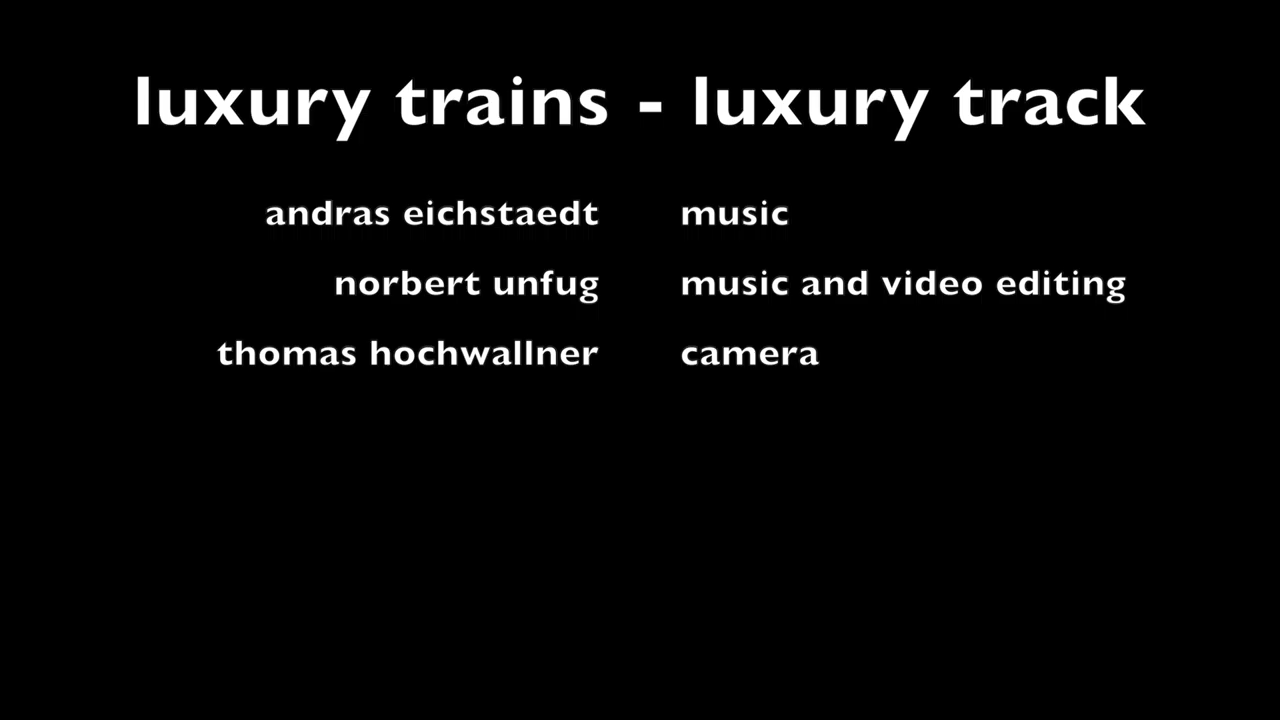 luxury trains - luxury track
andras eichstaedt music
norbert unfug music and video editing
thomas hochwallner camera